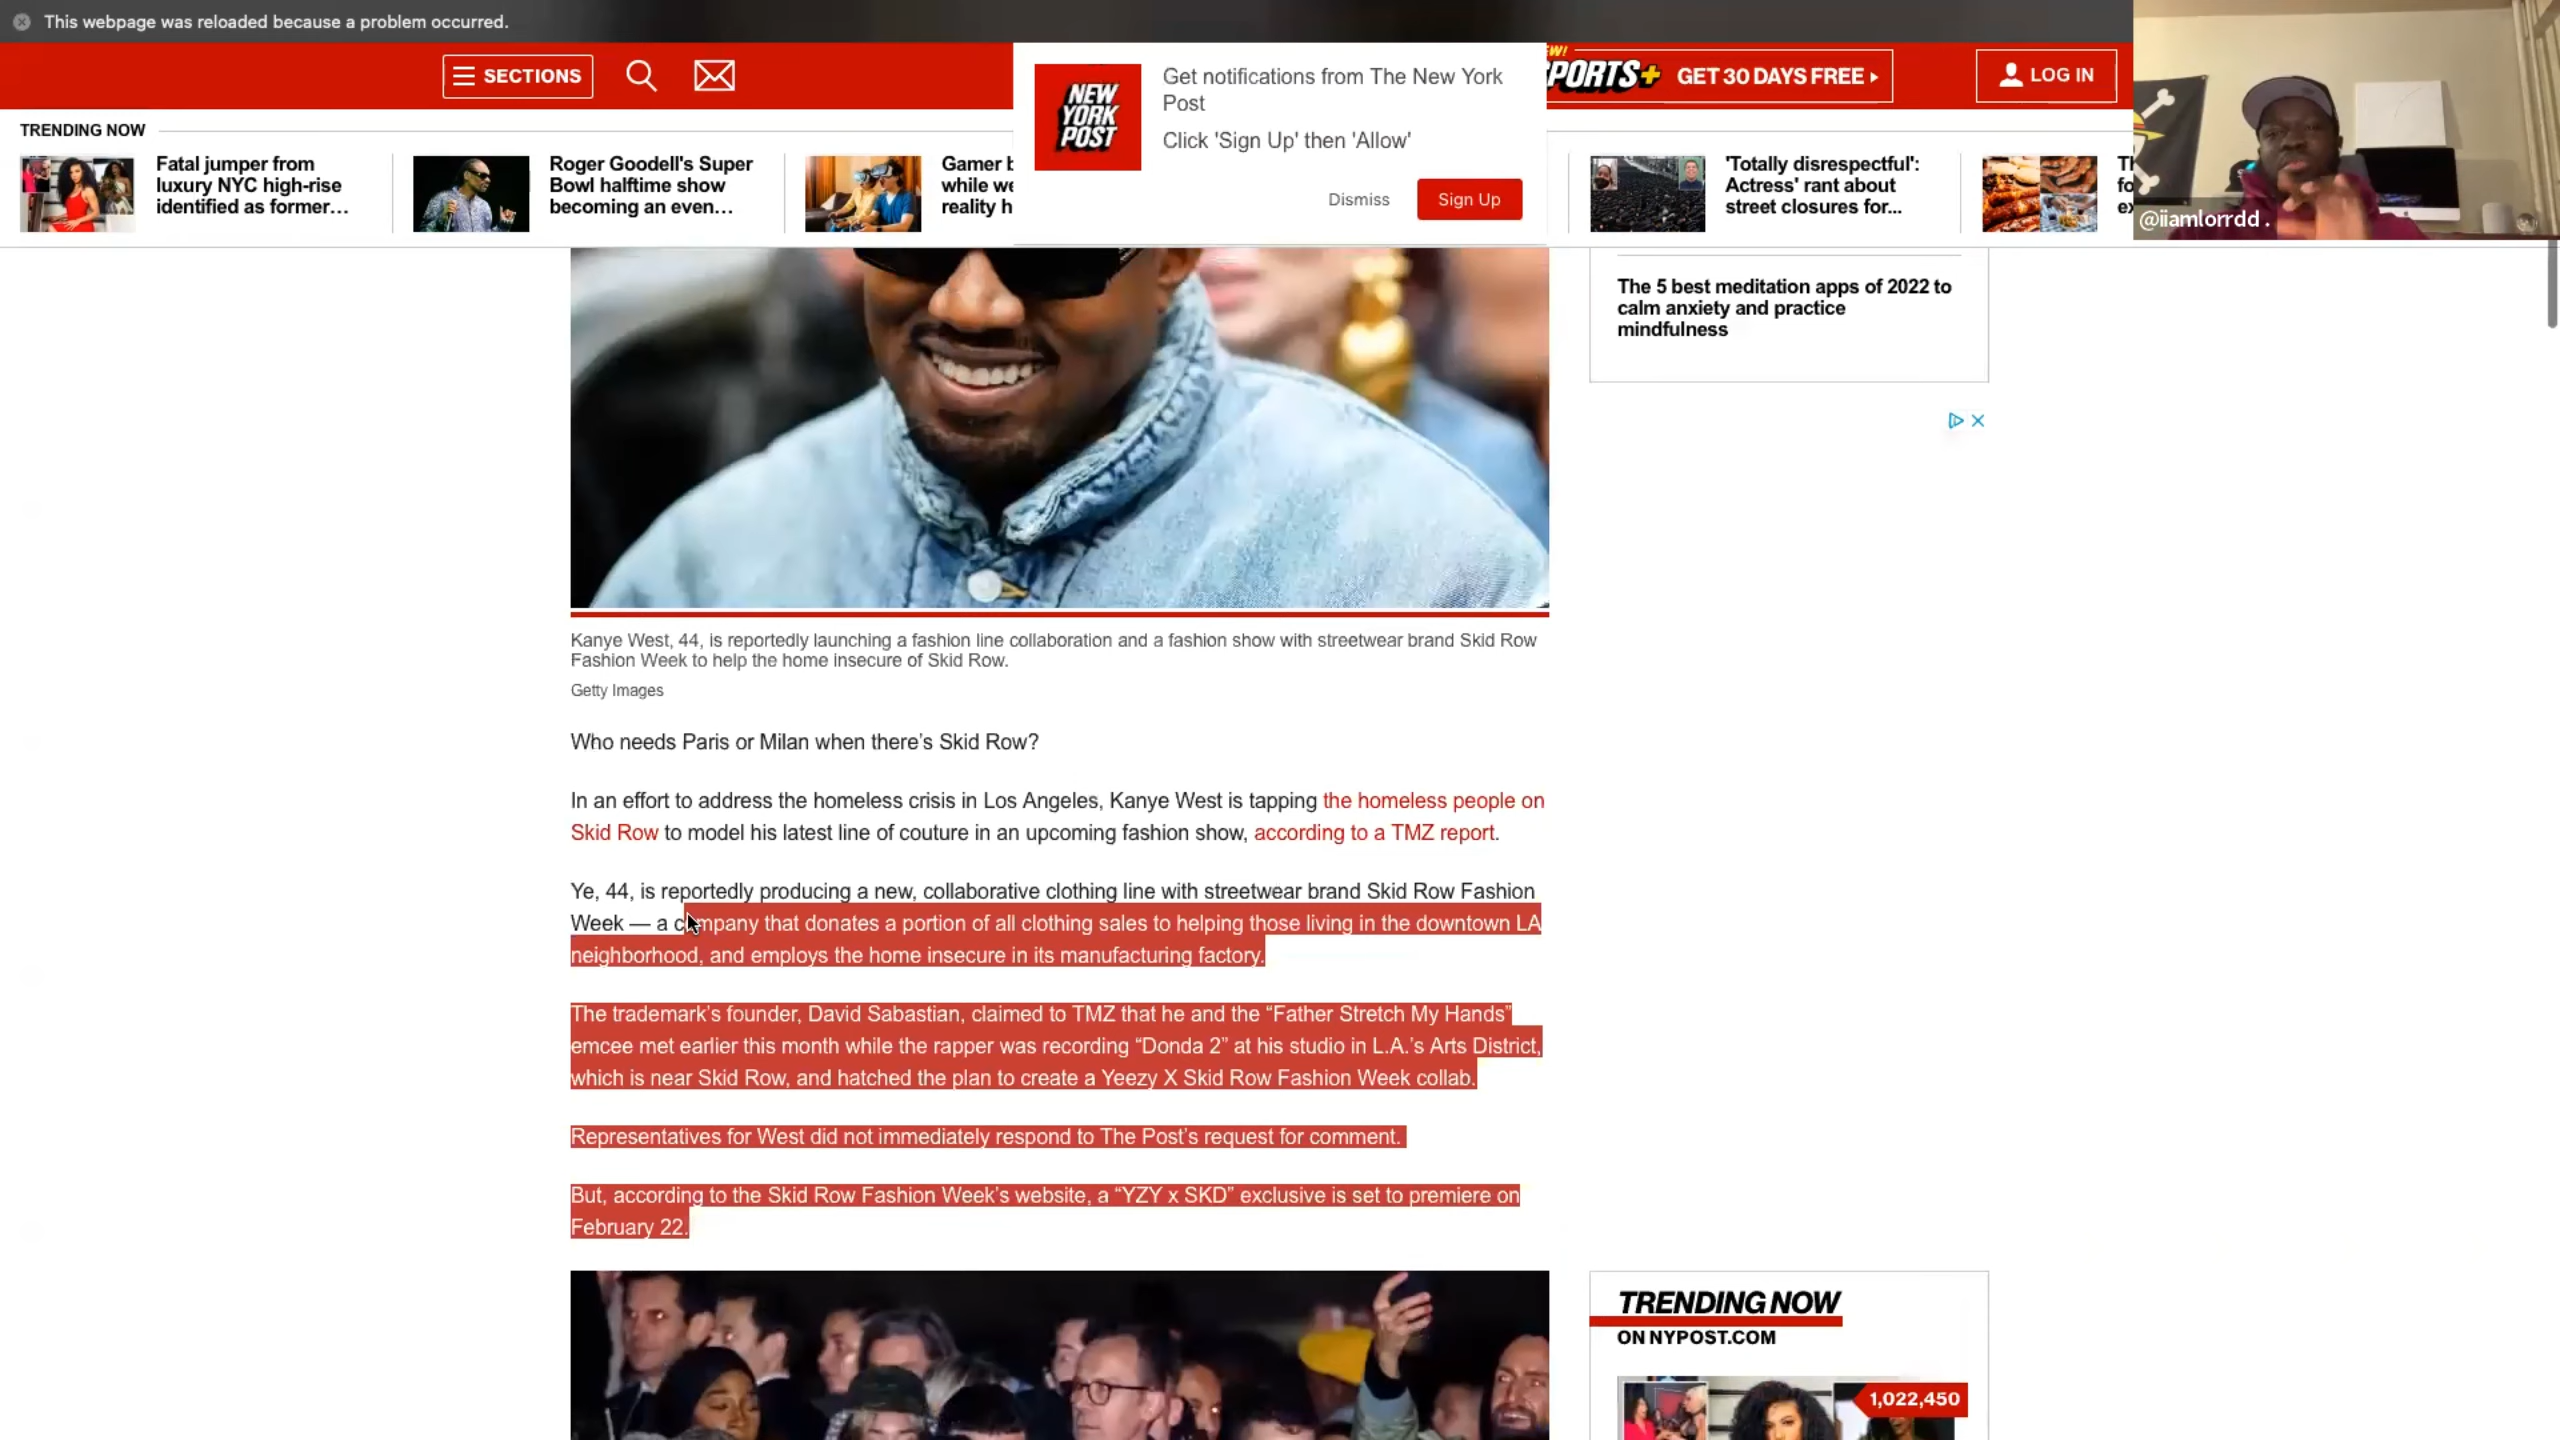 This webpage was reloaded because a problem occurred.
SECTIONS
NEW YORK POST
Get notifications from The New York
Post
Click 'Sign Up' then 'Allow'
Dismiss
Sign Up
NEW!
SPORTS+
GET 30 DAYS FREE
LOG IN
TRENDING NOW
Fatal jumper from
luxury NYC high-rise
identified as former...
Roger Goodell's Super
Bowl halftime show
becoming an even...
Gamer
while
reality
'Totally disrespectful':
Actress' rant about
street closures for...
@iiamlorrdd .
The 5 best meditation apps of 2022 to
calm anxiety and practice
mindfulness
Kanye West, 44, is reportedly launching a fashion line collaboration and a fashion show with streetwear brand Skid Row
Fashion Week to help the home insecure of Skid Row.
Getty Images
Who needs Paris or Milan when there's Skid Row?
In an effort to address the homeless crisis in Los Angeles, Kanye West is tapping the homeless people on
Skid Row to model his latest line of couture in an upcoming fashion show, according to a TMZ report.
Ye, 44, is reportedly producing a new, collaborative clothing line with streetwear brand Skid Row Fashion
Week — a company that donates a portion of all clothing sales to helping those living in the downtown LA
neighborhood, and employs the home insecure in its manufacturing factory.
The trademark's founder, David Sabastian, claimed to TMZ that he and the “Father Stretch My Hands”
emcee met earlier this month while the rapper was recording “Donda 2” at his studio in L.A.'s Arts District,
which is near Skid Row, and hatched the plan to create a Yeezy X Skid Row Fashion Week collab.
Representatives for West did not immediately respond to The Post's request for comment.
But, according to the Skid Row Fashion Week's website, a “YZY x SKD” exclusive is set to premiere on
February 22.
TRENDING NOW
ON NYPOST.COM
1,022,450